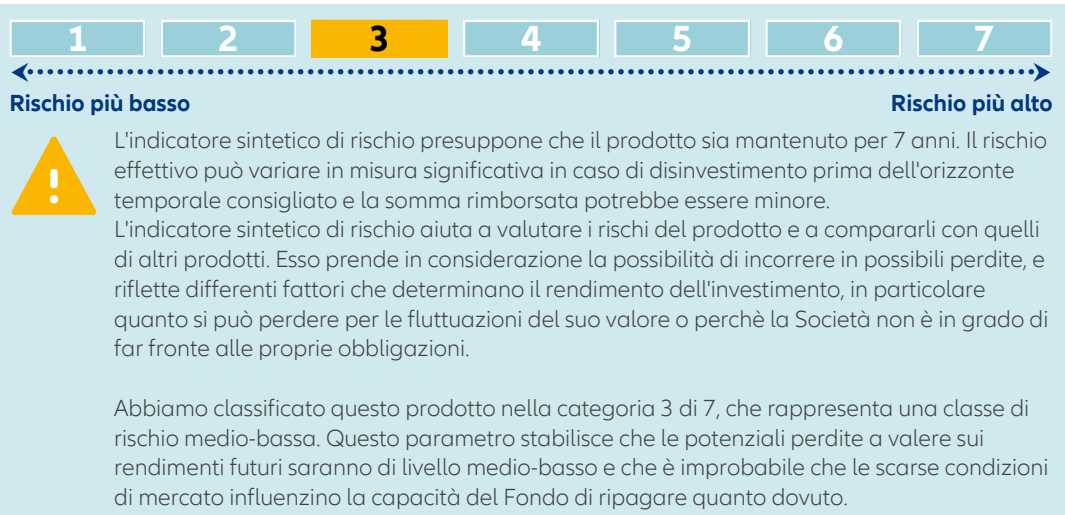 1 2 3 4 5 6 7
Rischio più basso Rischio più alto
L'indicatore sintetico di rischio presuppone che il prodotto sia mantenuto per 7 anni. Il rischio
effettivo può variare in misura significativa in caso di disinvestimento prima dell'orizzonte
temporale consigliato e la somma rimborsata potrebbe essere minore.
L'indicatore sintetico di rischio aiuta a valutare i rischi del prodotto e a compararli con quelli
di altri prodotti. Esso prende in considerazione la possibilità di incorrere in possibili perdite, e
riflette differenti fattori che determinano il rendimento dell'investimento, in particolare
quanto si può perdere per le fluttuazioni del suo valore o perchè la Società non è in grado di
far fronte alle proprie obbligazioni.
Abbiamo classificato questo prodotto nella categoria 3 di 7, che rappresenta una classe di
rischio medio-bassa. Questo parametro stabilisce che le potenziali perdite a valere sui
rendimenti futuri saranno di livello medio-basso e che è improbabile che le scarse condizioni
di mercato influenzino la capacità del Fondo di ripagare quanto dovuto.